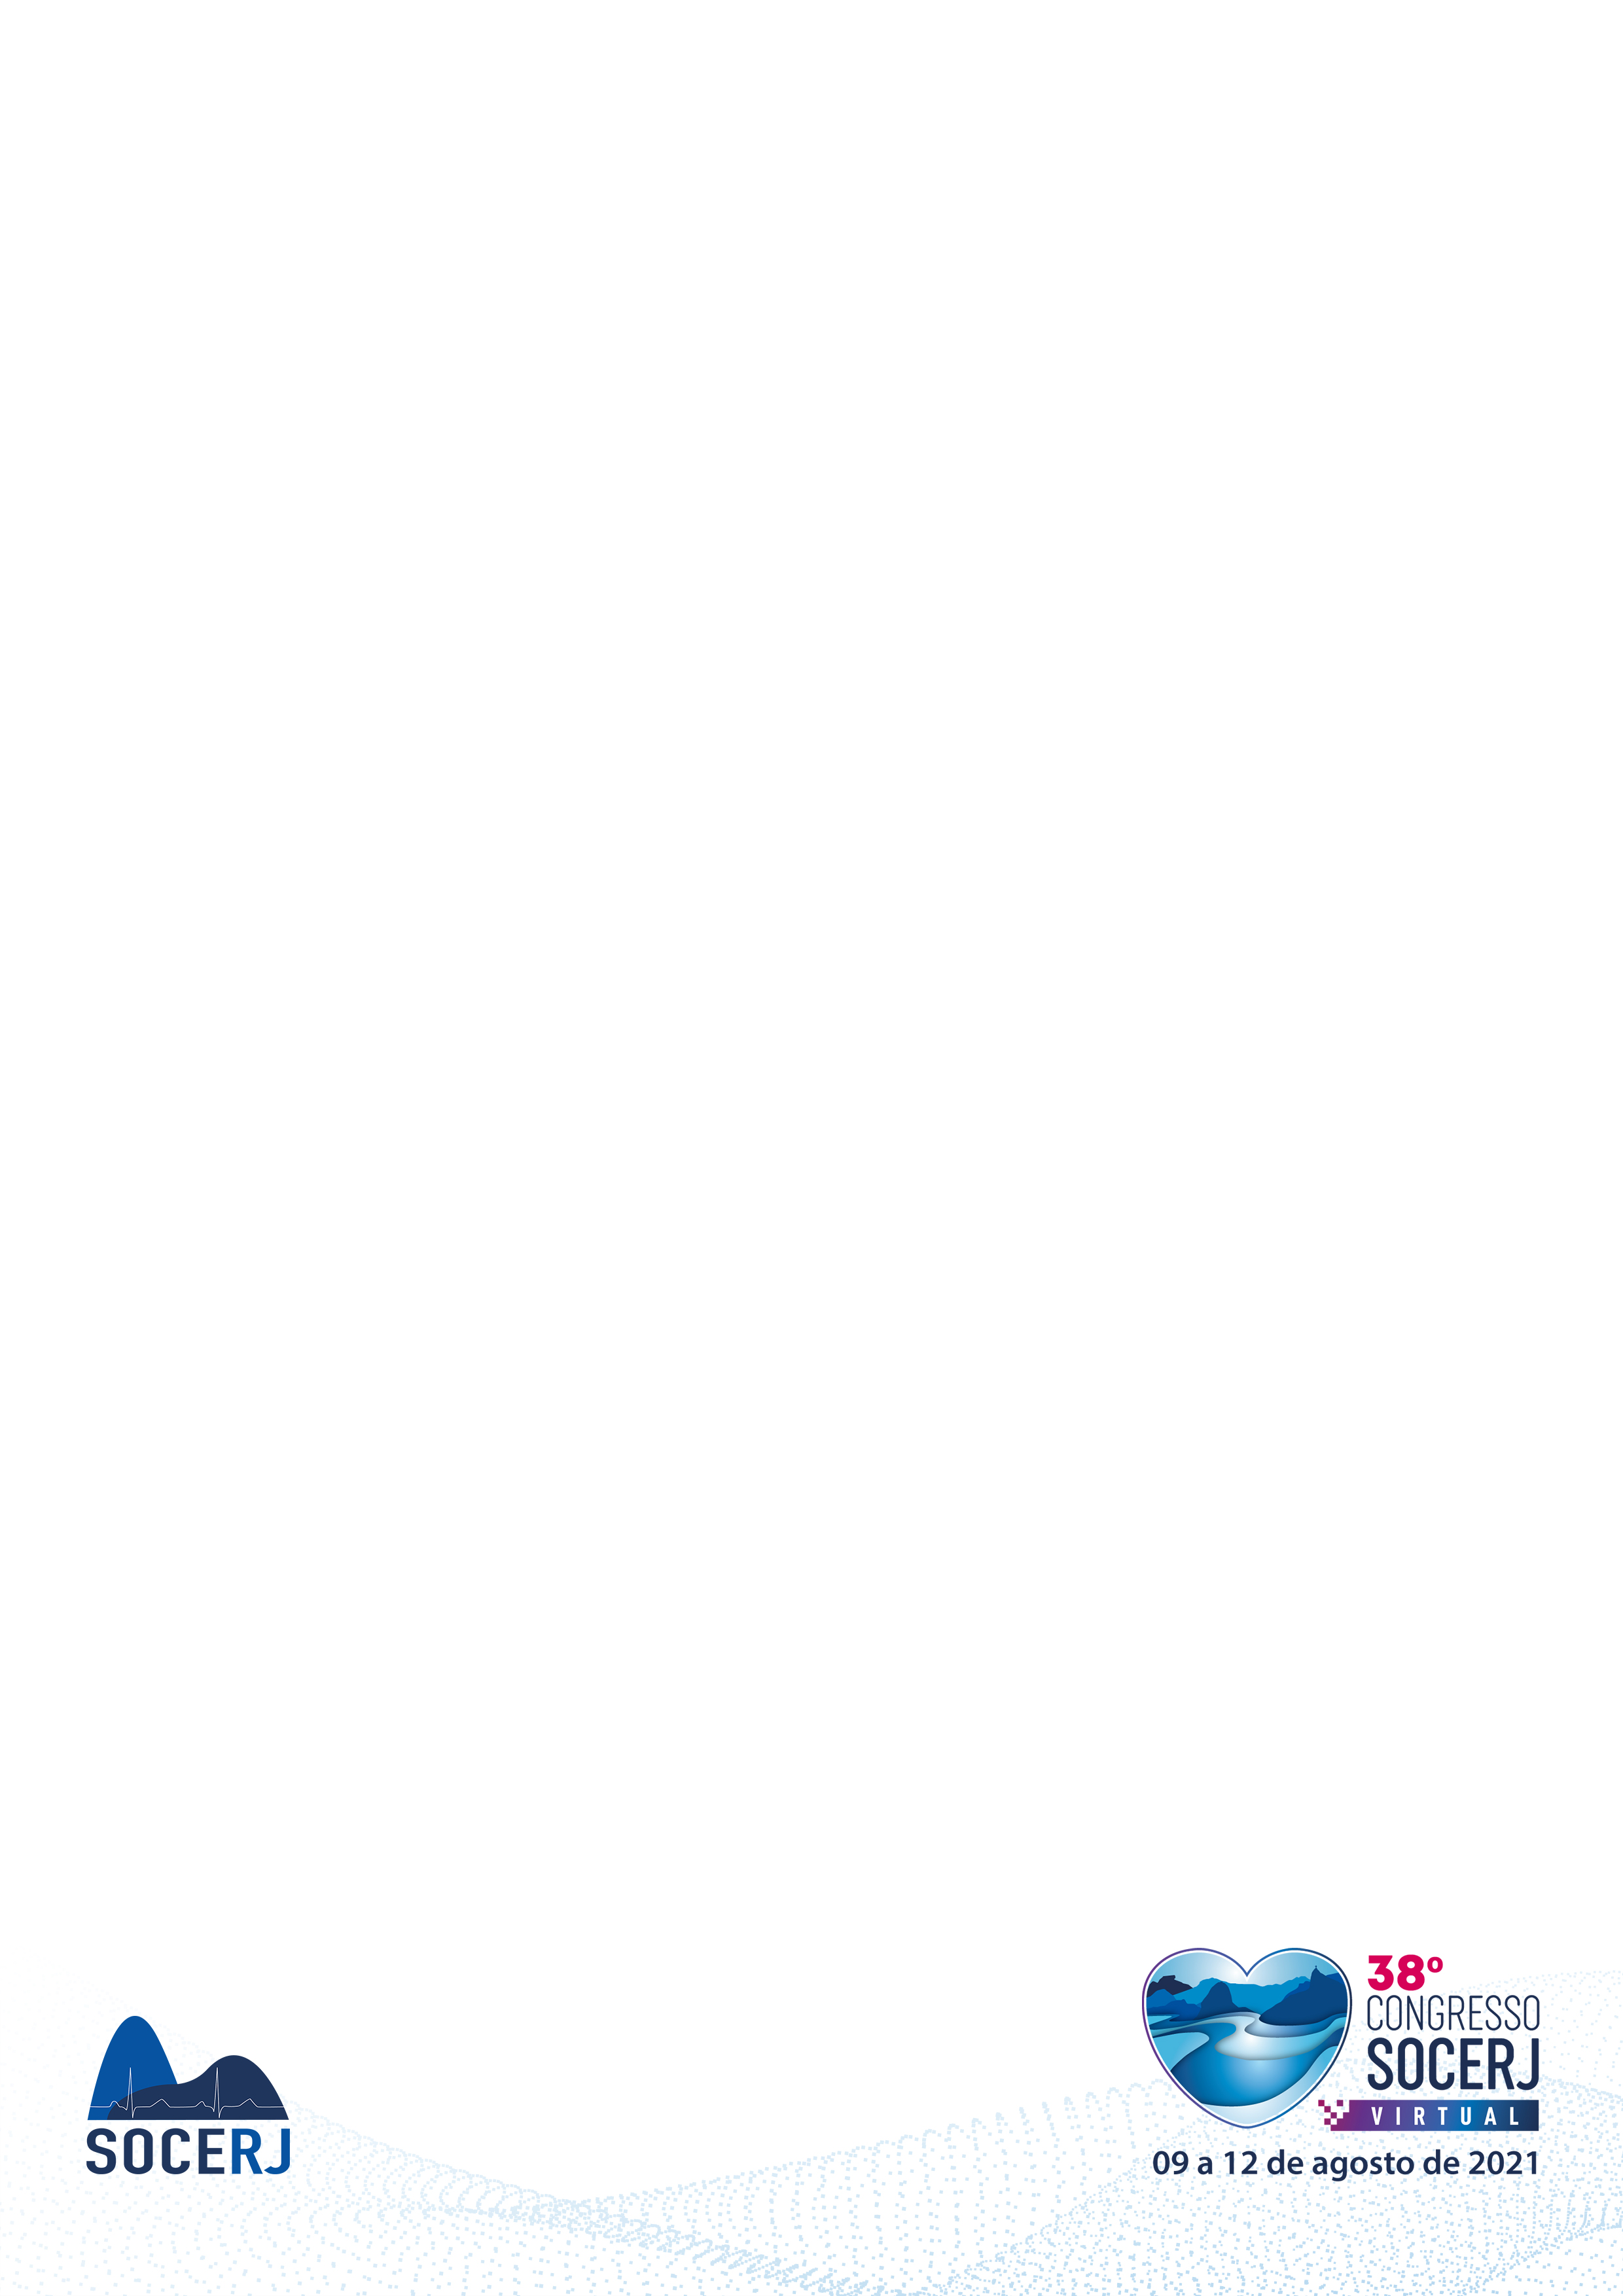 SOCERJ
38º
CONGRESSO
SOCERJ
VIRTUAL
09 a 12 de agosto de 2021